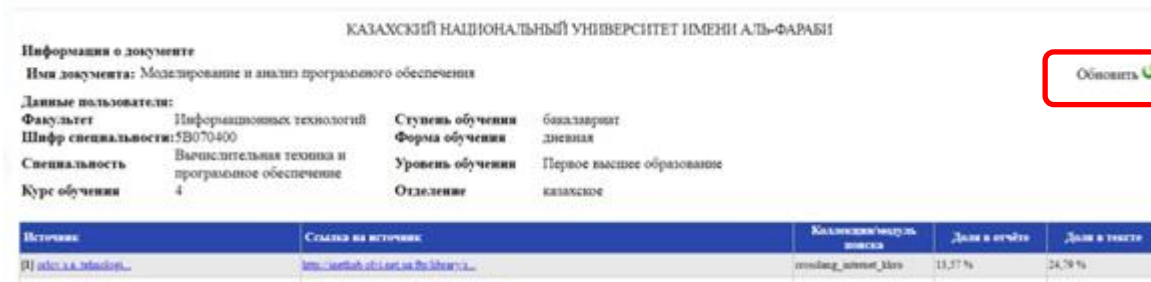 КАЗАХСКИЙ НАЦИОНАЛЬНЫЙ УНИВЕРСИТЕТ ИМЕНИ АЛЬ-ФАРАБИ
Информация о документе
Имя документа: Моделирование и анализ программного обеспечения
Обновить
Данные пользователя:
Факультет Информационных технологий Ступень обучения бакалавриат
Шифр специальности: 5B070400 Форма обучения дневная
Специальность Вычислительная техника и программное обеспечение Уровень обучения Первое высшее образование
Курс обучения 4 Отделение казахское
Источник Ссылка на источник Коллекция/модуль поиска Доля в отчёте Доля в тексте
[1] 13,57 % 24,79 %